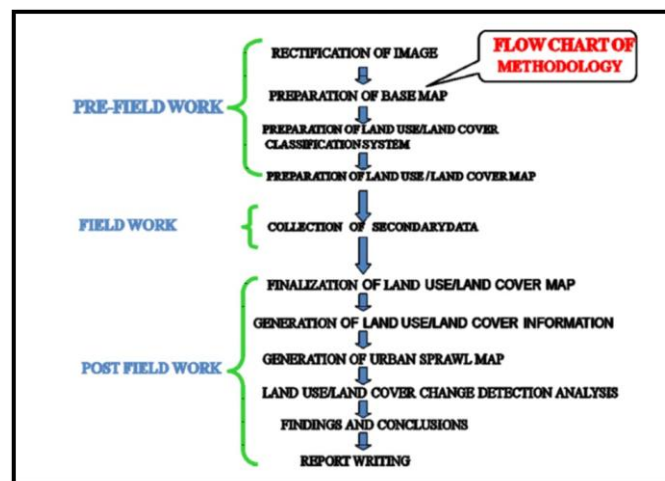 FLOW CHART OF
METHODOLOGY
RECTIFICATION OF IMAGE
PREPARATION OF BASE MAP
PRE-FIELD WORK
PREPARATION OF LAND USE/LAND COVER
CLASSIFICATION SYSTEM
PREPARATION OF LAND USE / LAND COVER MAP
FIELD WORK
COLLECTION OF SECONDARYDATA
FINALIZATION OF LAND USE/LAND COVER MAP
GENERATION OF LAND USE/LAND COVER INFORMATION
GENERATION OF URBAN SPRAWL MAP
POST FIELD WORK
LAND USE/LAND COVER CHANGE DETECTION ANALYSIS
FINDINGS AND CONCLUSIONS
REPORT WRITING